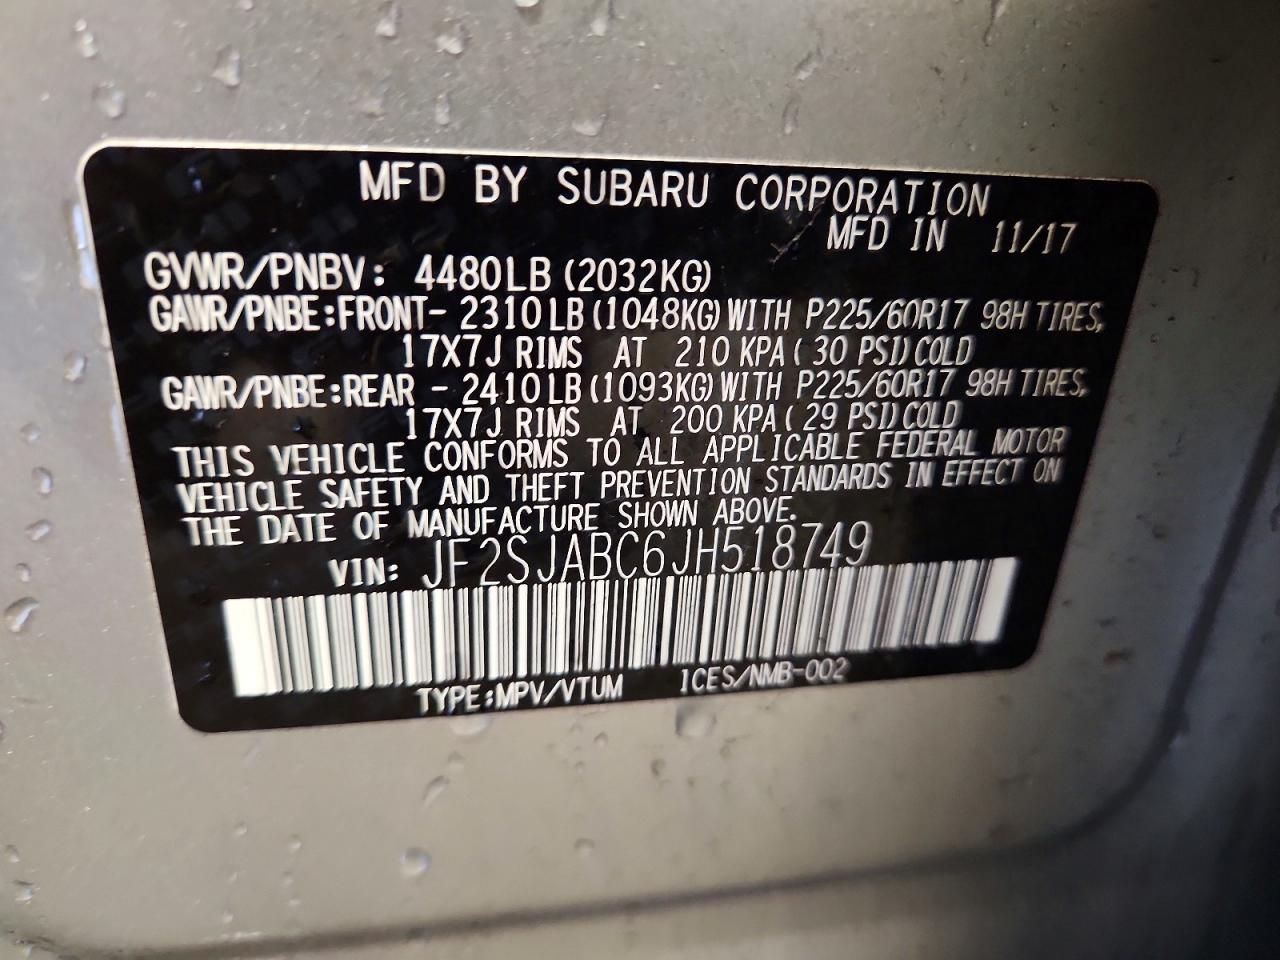 MFD BY SUBARU CORPORATION
MFD IN 11/17
GVWR/PNBV: 4480LB (2032KG)
GAWR/PNBE:FRONT- 2310LB (1048KG) WITH P225/60R17 98H TIRES,
17X7J RIMS AT 210 KPA ( 30 PSI) COLD
GAWR/PNBE:REAR - 2410LB (1093KG) WITH P225/60R17 98H TIRES,
17X7J RIMS AT 200 KPA ( 29 PSI) COLD
THIS VEHICLE CONFORMS TO ALL APPLICABLE FEDERAL MOTOR
VEHICLE SAFETY AND THEFT PREVENTION STANDARDS IN EFFECT ON
THE DATE OF MANUFACTURE SHOWN ABOVE.
VIN: JF2SJABC6JH518749
TYPE:MPV/VTUM ICES/NMB-002